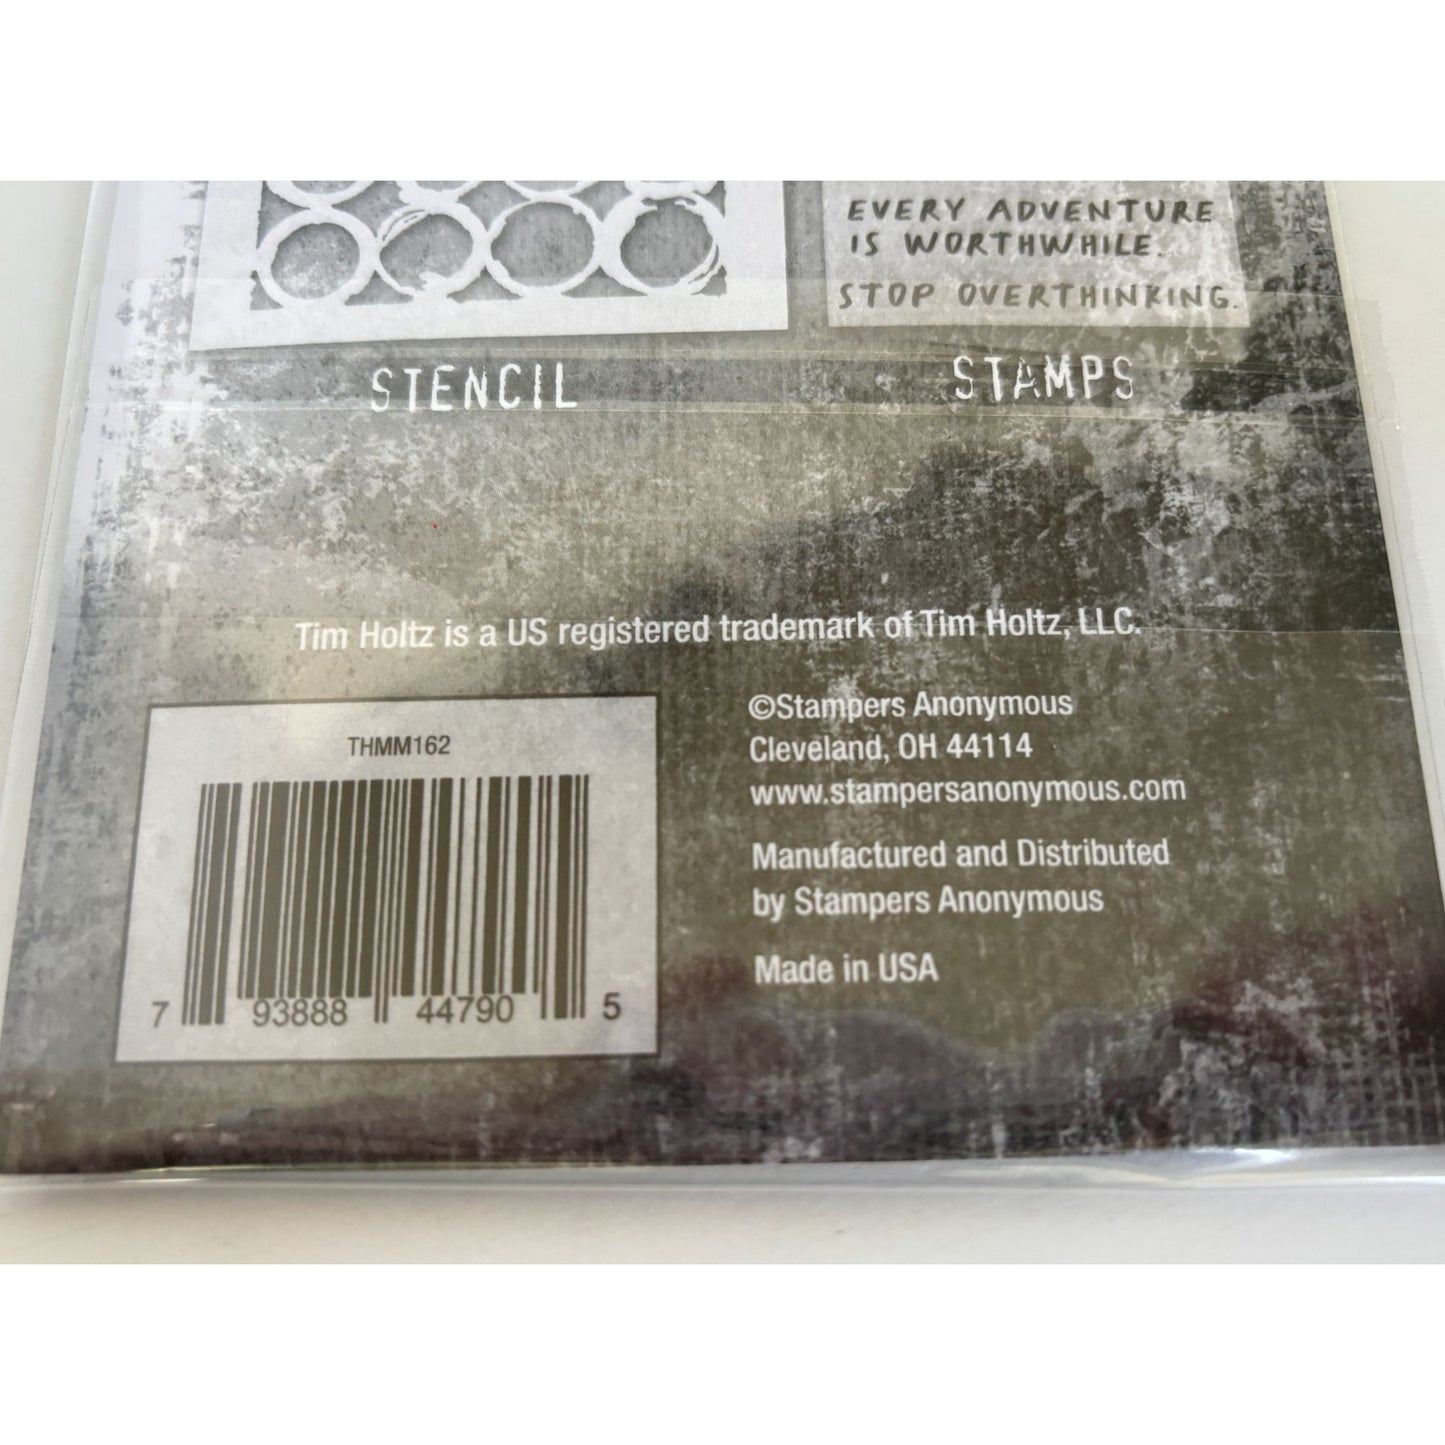 EVERY ADVENTURE
IS WORTHWHILE.
STOP OVERTHINKING.
STENCIL
STAMPS
Tim Holtz is a US registered trademark of Tim Holtz, LLC.
THMM162
7 93888 44790 5
©Stampers Anonymous
Cleveland, OH 44114
www.stampersanonymous.com
Manufactured and Distributed
by Stampers Anonymous
Made in USA